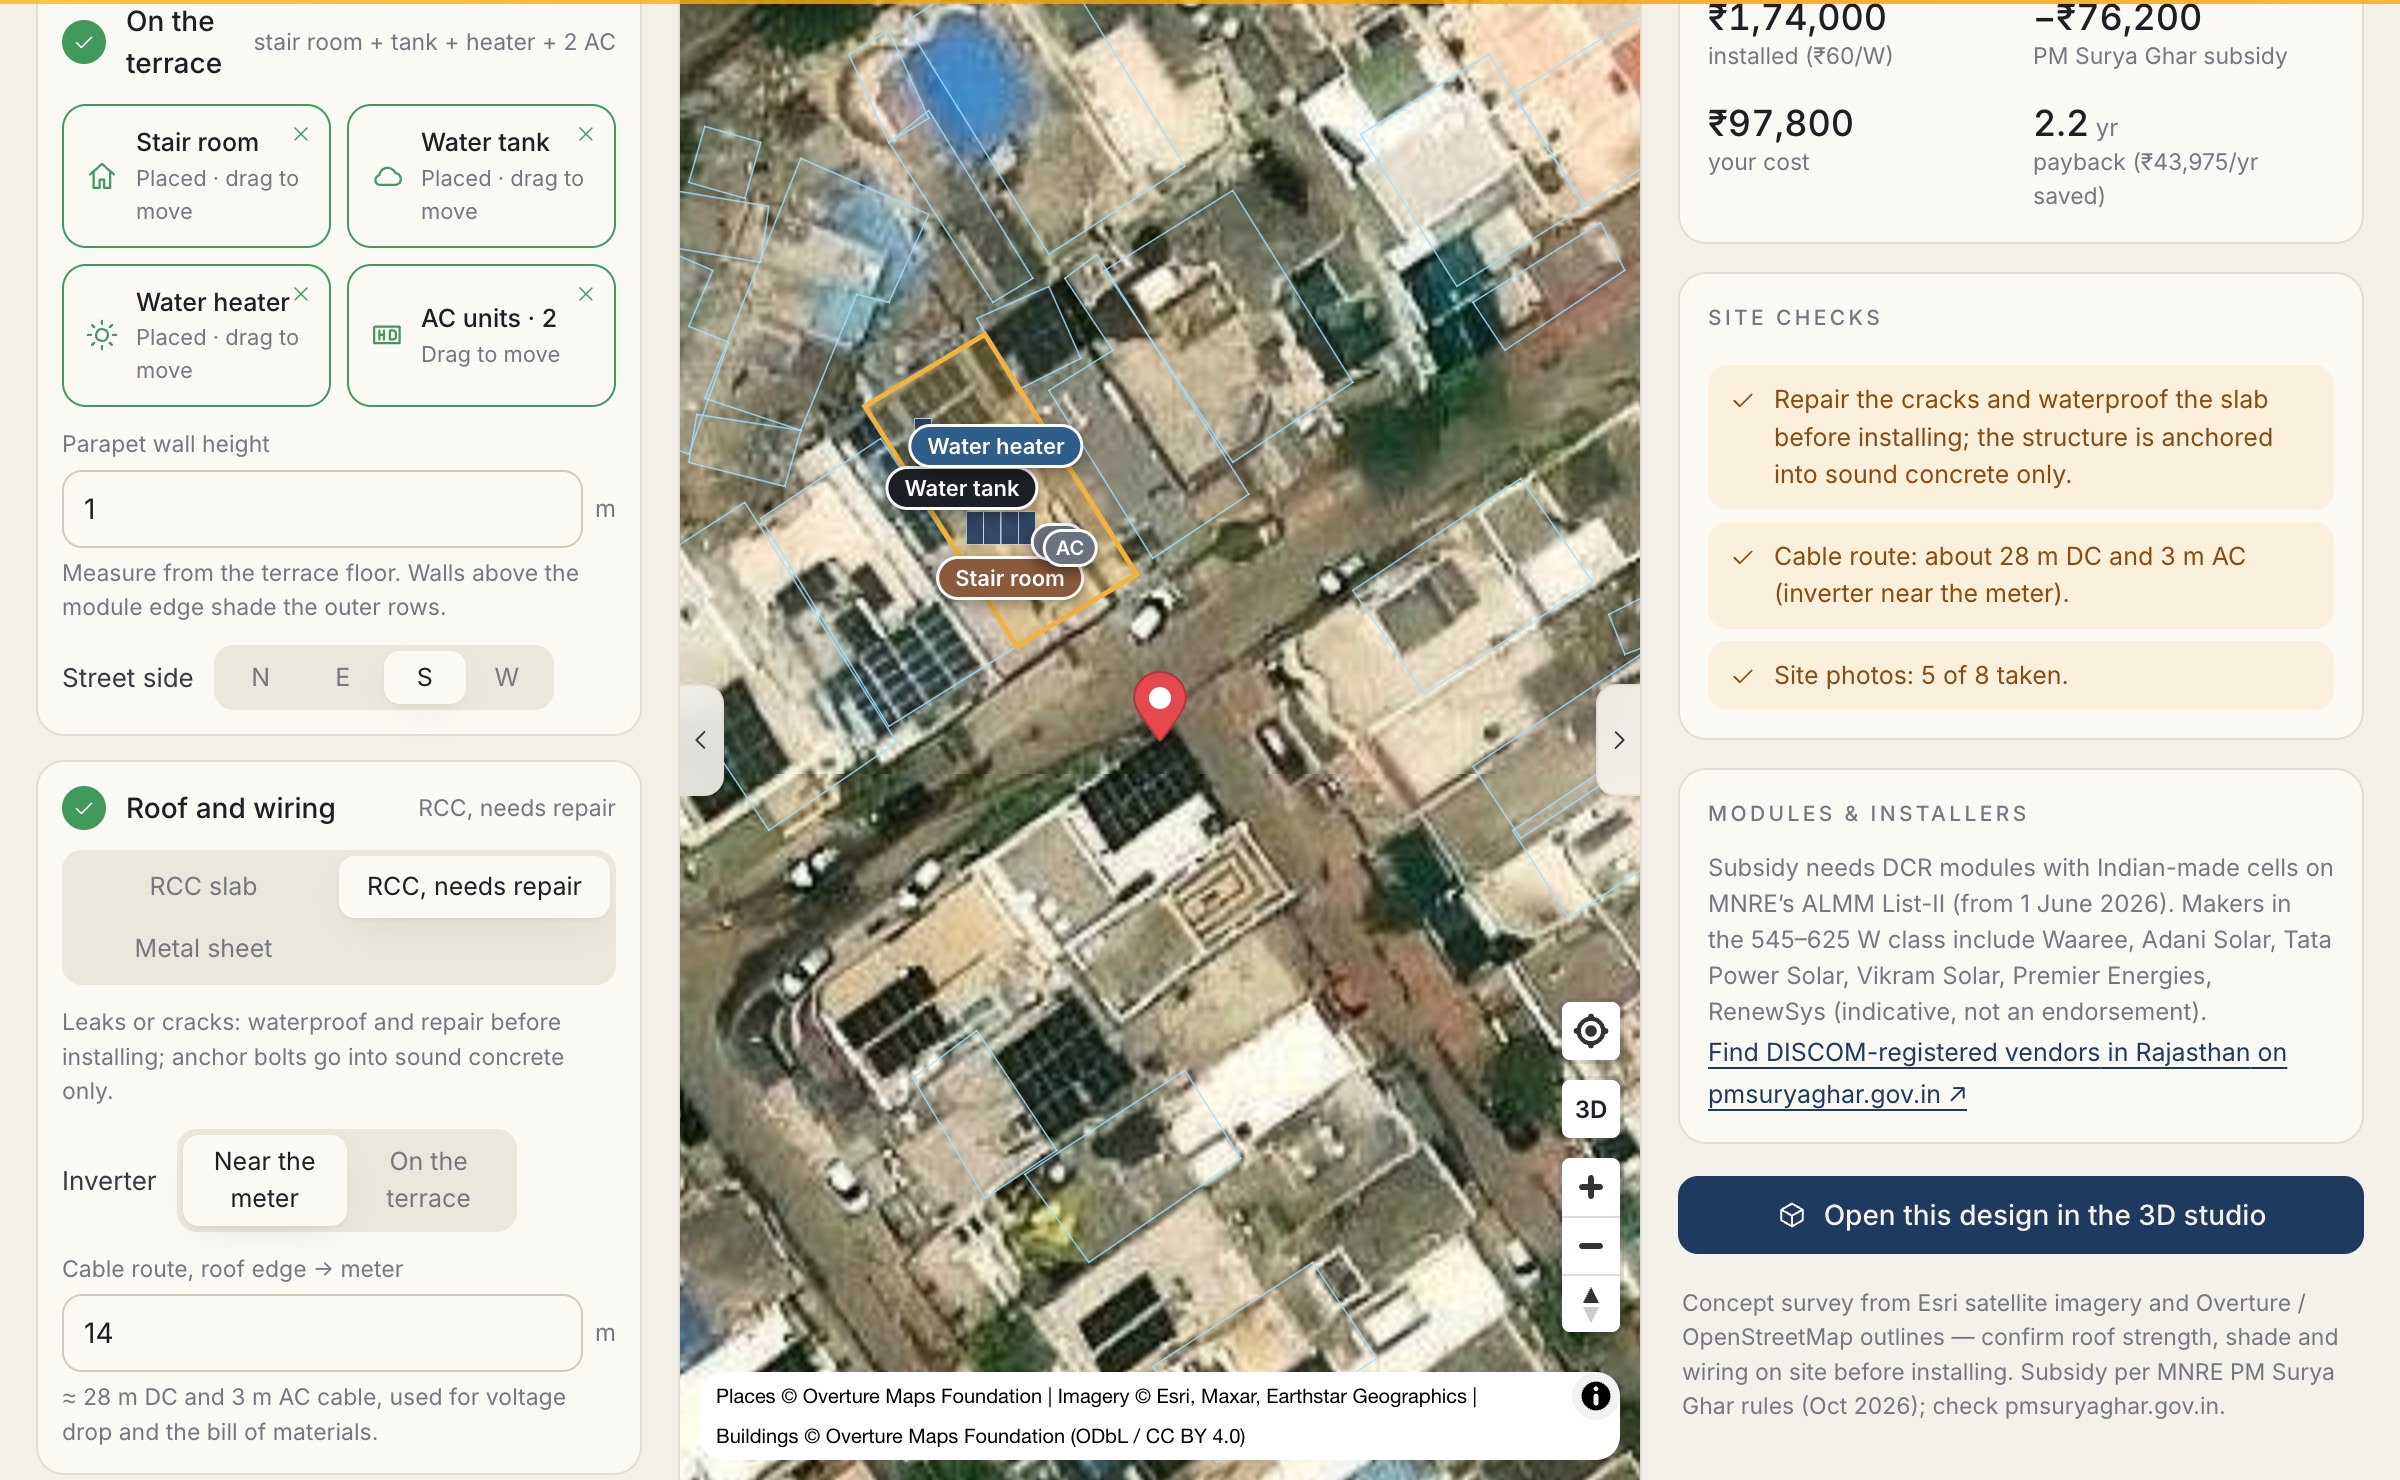 On the
terrace
stair room + tank + heater + 2 AC
Stair room
Placed · drag to
move
Water tank
Placed · drag to
move
Water heater
Placed · drag to
move
AC units · 2
Drag to move
Parapet wall height
1
m
Measure from the terrace floor. Walls above the
module edge shade the outer rows.
Street side
N
E
S
W
Roof and wiring
RCC, needs repair
RCC slab
RCC, needs repair
Metal sheet
Leaks or cracks: waterproof and repair before
installing; anchor bolts go into sound concrete
only.
Inverter
Near the
meter
On the
terrace
Cable route, roof edge → meter
14
m
≈ 28 m DC and 3 m AC cable, used for voltage
drop and the bill of materials.
Water heater
Water tank
AC
Stair room
3D
Places © Overture Maps Foundation | Imagery © Esri, Maxar, Earthstar Geographics |
Buildings © Overture Maps Foundation (ODbL / CC BY 4.0)
₹1,74,000
installed (₹60/W)
−₹76,200
PM Surya Ghar subsidy
₹97,800
your cost
2.2 yr
payback (₹43,975/yr
saved)
SITE CHECKS
Repair the cracks and waterproof the slab
before installing; the structure is anchored
into sound concrete only.
Cable route: about 28 m DC and 3 m AC
(inverter near the meter).
Site photos: 5 of 8 taken.
MODULES & INSTALLERS
Subsidy needs DCR modules with Indian-made cells on
MNRE’s ALMM List-II (from 1 June 2026). Makers in
the 545–625 W class include Waaree, Adani Solar, Tata
Power Solar, Vikram Solar, Premier Energies,
RenewSys (indicative, not an endorsement).
Find DISCOM-registered vendors in Rajasthan on
pmsuryaghar.gov.in ↗
Open this design in the 3D studio
Concept survey from Esri satellite imagery and Overture /
OpenStreetMap outlines — confirm roof strength, shade and
wiring on site before installing. Subsidy per MNRE PM Surya
Ghar rules (Oct 2026); check pmsuryaghar.gov.in.